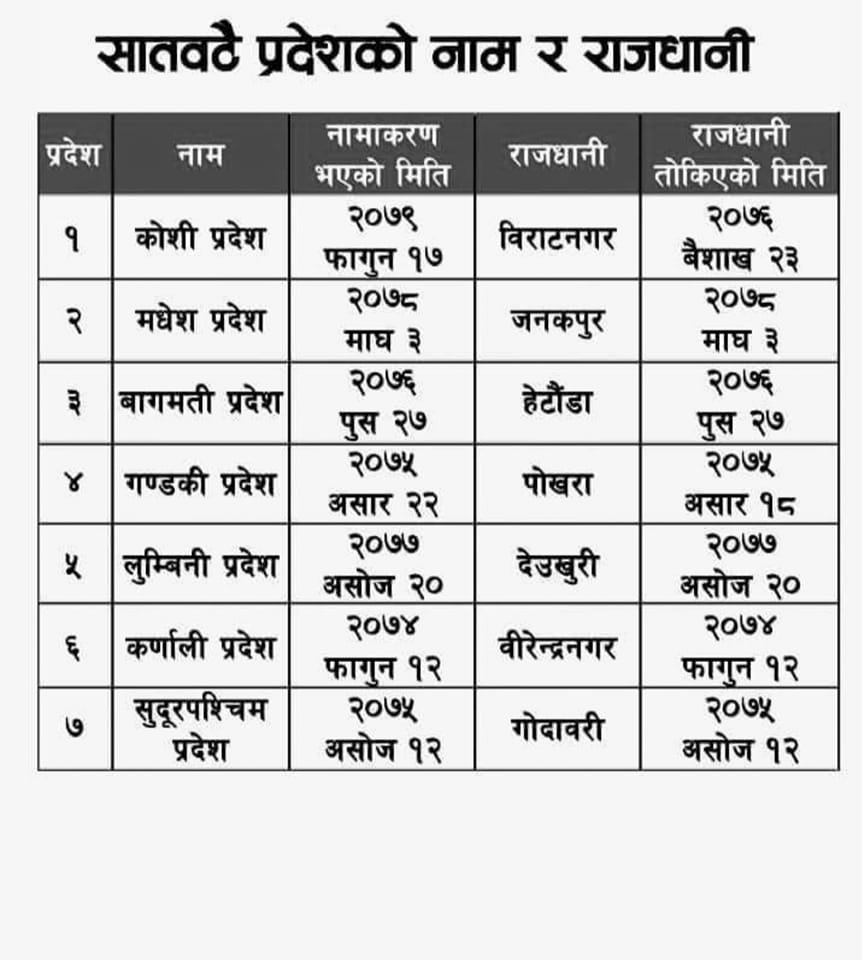 सातवटै प्रदेशको नाम र राजधानी
प्रदेश नाम नामाकरण भएको मिति राजधानी राजधानी तोकिएको मिति
१ कोशी प्रदेश २०७९ फागुन १७ विराटनगर २०७६ बैशाख २३
२ मधेश प्रदेश २०७८ माघ ३ जनकपुर २०७८ माघ ३
३ बागमती प्रदेश २०७६ पुस २७ हेटौंडा २०७६ पुस २७
४ गण्डकी प्रदेश २०७५ असार २२ पोखरा २०७५ असार १८
५ लुम्बिनी प्रदेश २०७७ असोज २० देउखुरी २०७७ असोज २०
६ कर्णाली प्रदेश २०७४ फागुन १२ वीरेन्द्रनगर २०७४ फागुन १२
७ सुदूरपश्चिम प्रदेश २०७५ असोज १२ गोदावरी २०७५ असोज १२